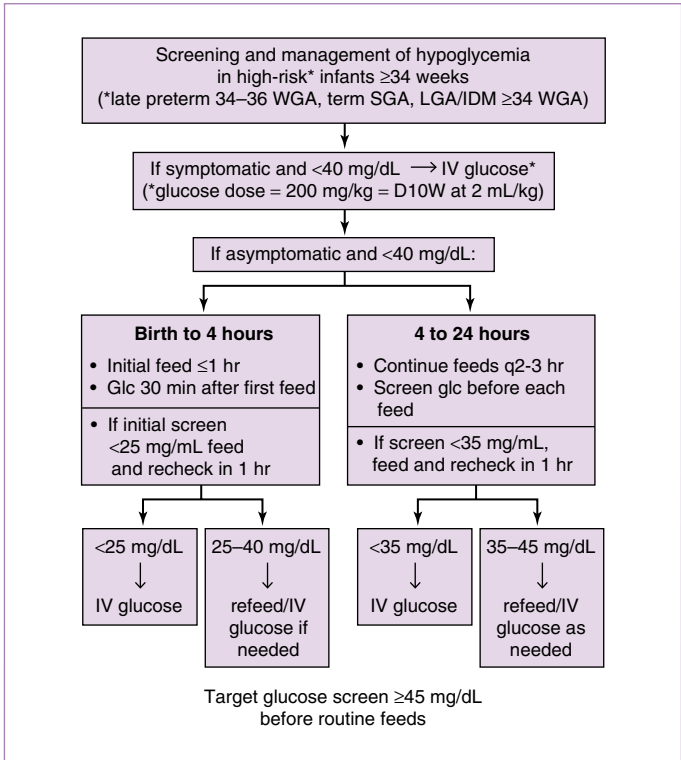 Screening and management of hypoglycemia
in high-risk* infants ≥34 weeks
(*late preterm 34–36 WGA, term SGA, LGA/IDM ≥34 WGA)
If symptomatic and <40 mg/dL → IV glucose*
(*glucose dose = 200 mg/kg = D10W at 2 mL/kg)
If asymptomatic and <40 mg/dL:
Birth to 4 hours
• Initial feed ≤1 hr
• Glc 30 min after first feed
• If initial screen
<25 mg/mL feed
and recheck in 1 hr
4 to 24 hours
• Continue feeds q2-3 hr
• Screen glc before each
feed
• If screen <35 mg/mL,
feed and recheck in 1 hr
<25 mg/dL
↓
IV glucose
25–40 mg/dL
↓
refeed/IV
glucose if
needed
<35 mg/dL
↓
IV glucose
35–45 mg/dL
↓
refeed/IV
glucose as
needed
Target glucose screen ≥45 mg/dL
before routine feeds